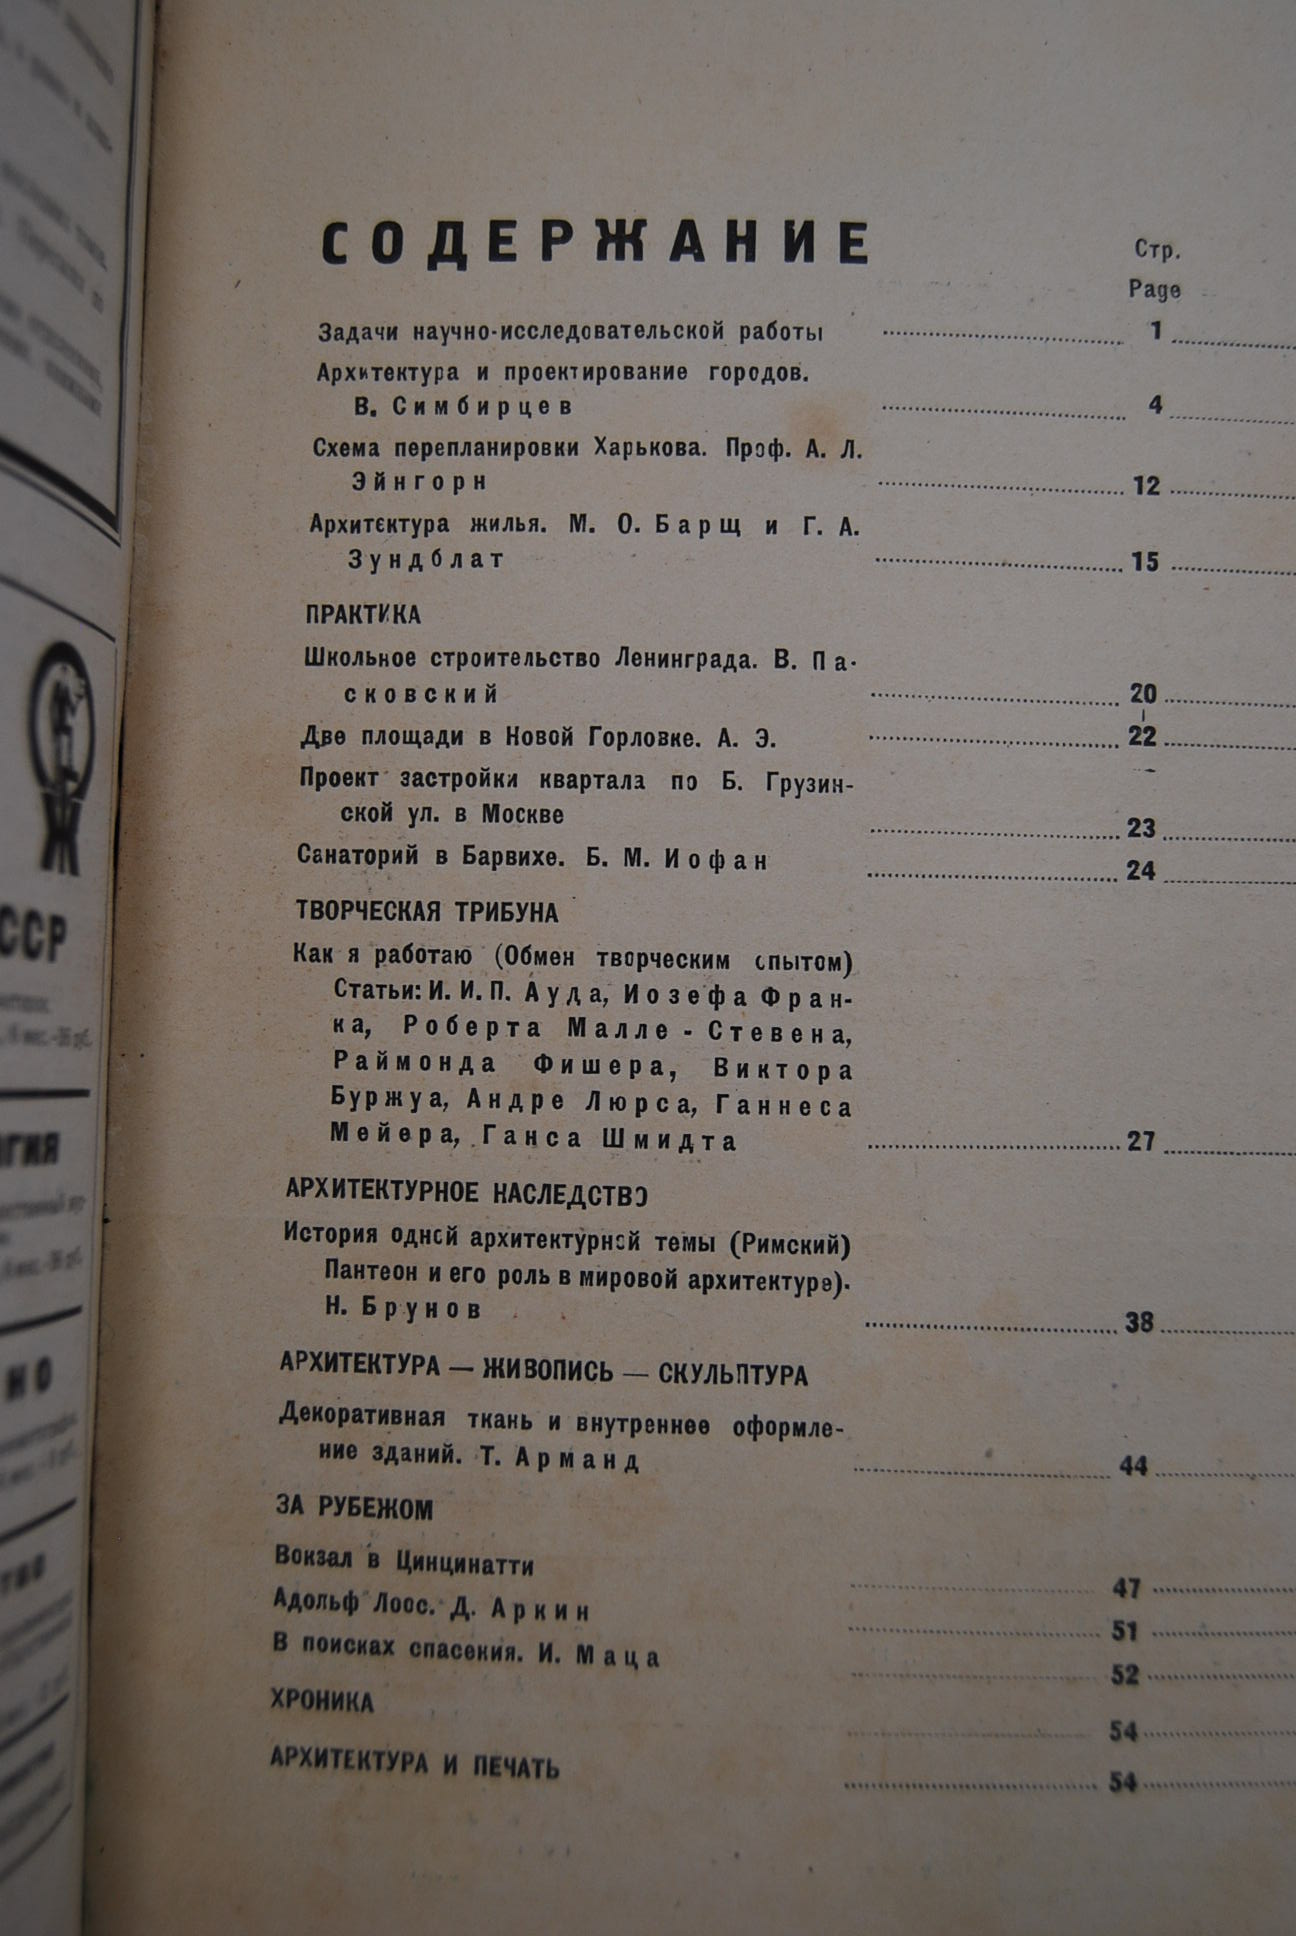 СОДЕРЖАНИЕ
Стр.
Page
Задачи научно-исследовательской работы 1
Архитектура и проектирование городов.
В. Симбирцев 4
Схема перепланировки Харькова. Проф. А. Л.
Эйнгорн 12
Архитектура жилья. М. О. Барщ и Г. А.
Зундблат 15
ПРАКТИКА
Школьное строительство Ленинграда. В. Па-
сковский 20
Две площади в Новой Горловке. А. Э. 22
Проект застройки квартала по Б. Грузин-
ской ул. в Москве 23
Санаторий в Барвихе. Б. М. Иофан 24
ТВОРЧЕСКАЯ ТРИБУНА
Как я работаю (Обмен творческим опытом)
Статьи: И. И. П. Ауда, Иозефа Фран-
ка, Роберта Малле - Стевена,
Раймонда Фишера, Виктора
Буржуа, Андре Люрса, Ганнеса
Мейера, Ганса Шмидта 27
АРХИТЕКТУРНОЕ НАСЛЕДСТВО
История одной архитектурной темы (Римский)
Пантеон и его роль в мировой архитектуре).
Н. Брунов 38
АРХИТЕКТУРА — ЖИВОПИСЬ — СКУЛЬПТУРА
Декоративная ткань и внутреннее оформле-
ние зданий. Т. Арманд 44
ЗА РУБЕЖОМ
Вокзал в Цинцинатти 47
Адольф Лоос. Д. Аркин 51
В поисках спасения. И. Маца 52
ХРОНИКА 54
АРХИТЕКТУРА И ПЕЧАТЬ 54
ССР